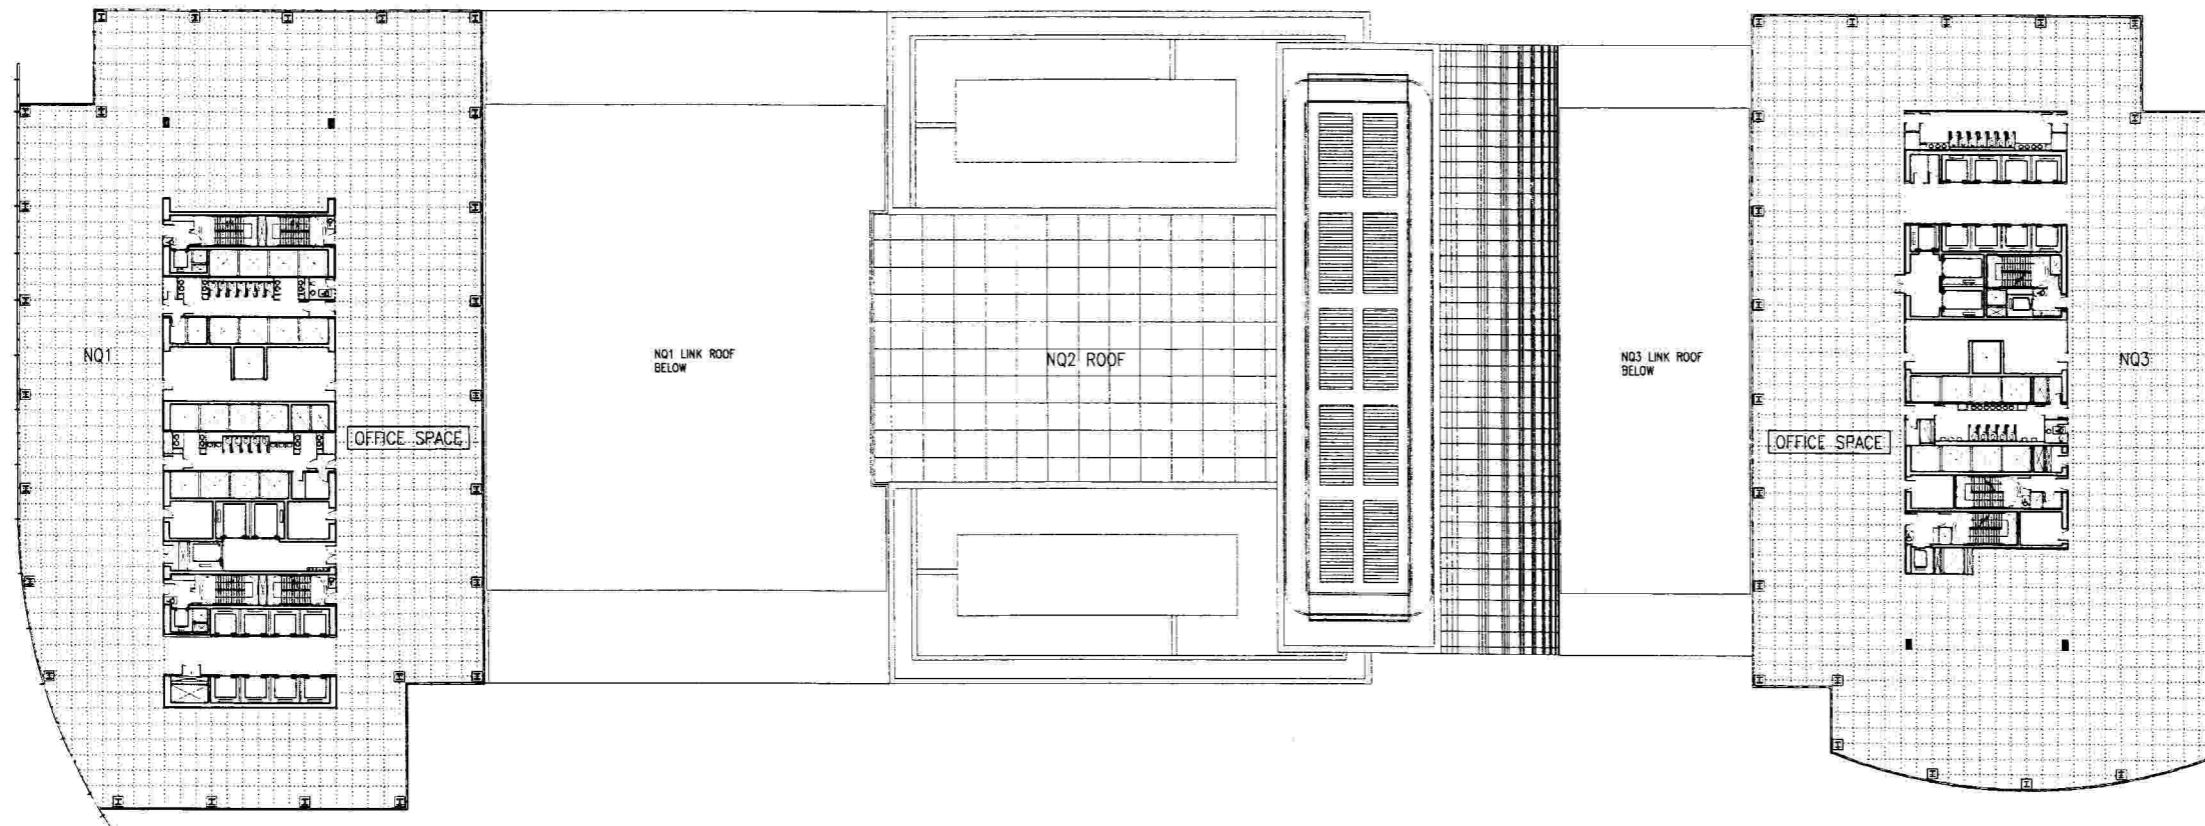 NQ1
NQ1 LINK ROOF
BELOW
NQ2 ROOF
NQ3 LINK ROOF
BELOW
NQ3
OFFICE SPACE
OFFICE SPACE